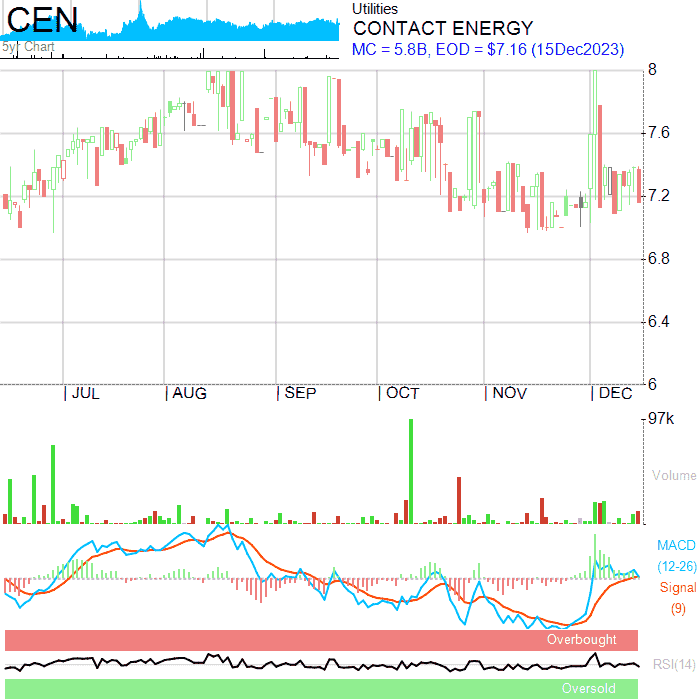 CEN
5yr Chart
Utilities
CONTACT ENERGY
MC = 5.8B, EOD = $7.16 (15Dec2023)
8
7.6
7.2
6.8
6.4
6
JUL AUG SEP OCT NOV DEC
97k
Volume
MACD
(12-26)
Signal
(9)
Overbought
RSI(14)
Oversold